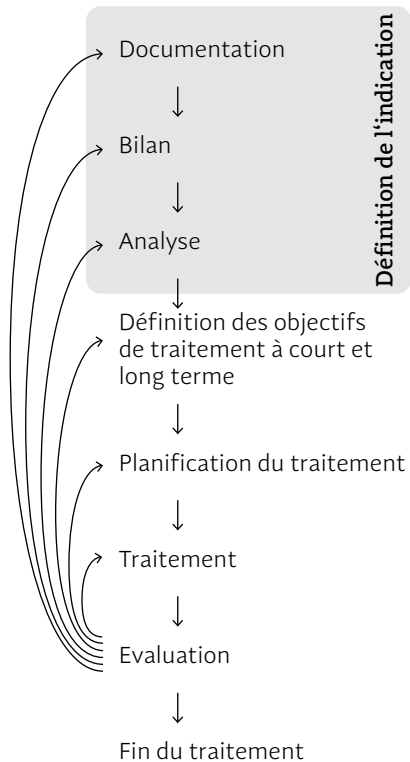 Documentation
Bilan
Analyse
Définition de l‘indication
Définition des objectifs
de traitement à court et
long terme
Planification du traitement
Traitement
Evaluation
Fin du traitement